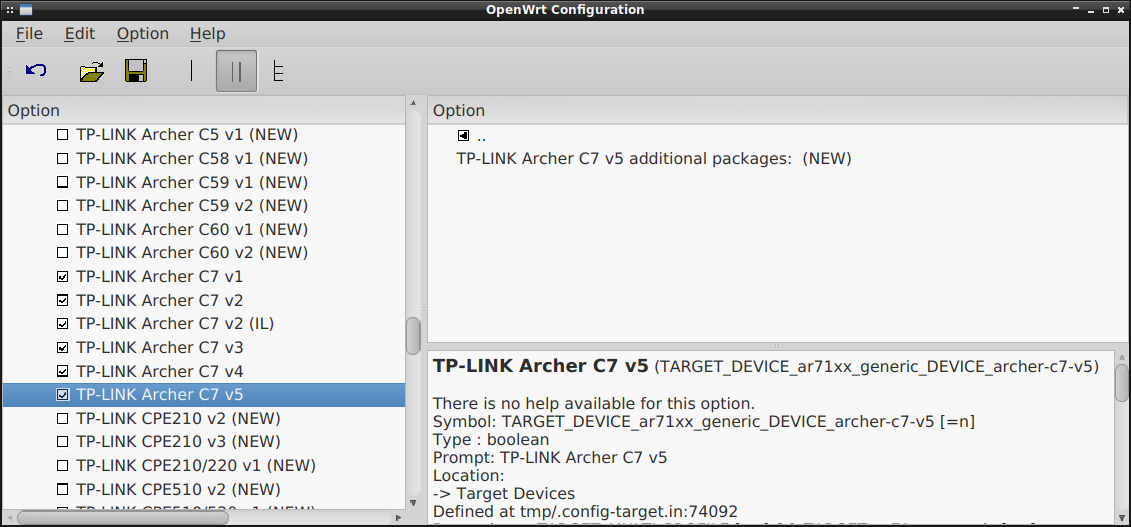 OpenWrt Configuration
File Edit Option Help
Option
TP-LINK Archer C5 v1 (NEW)
TP-LINK Archer C58 v1 (NEW)
TP-LINK Archer C59 v1 (NEW)
TP-LINK Archer C59 v2 (NEW)
TP-LINK Archer C60 v1 (NEW)
TP-LINK Archer C60 v2 (NEW)
TP-LINK Archer C7 v1
TP-LINK Archer C7 v2
TP-LINK Archer C7 v2 (IL)
TP-LINK Archer C7 v3
TP-LINK Archer C7 v4
TP-LINK Archer C7 v5
TP-LINK CPE210 v2 (NEW)
TP-LINK CPE210 v3 (NEW)
TP-LINK CPE210/220 v1 (NEW)
TP-LINK CPE510 v2 (NEW)
Option
..
TP-LINK Archer C7 v5 additional packages: (NEW)
TP-LINK Archer C7 v5 (TARGET_DEVICE_ar71xx_generic_DEVICE_archer-c7-v5)
There is no help available for this option.
Symbol: TARGET_DEVICE_ar71xx_generic_DEVICE_archer-c7-v5 [=n]
Type : boolean
Prompt: TP-LINK Archer C7 v5
Location:
-> Target Devices
Defined at tmp/.config-target.in:74092